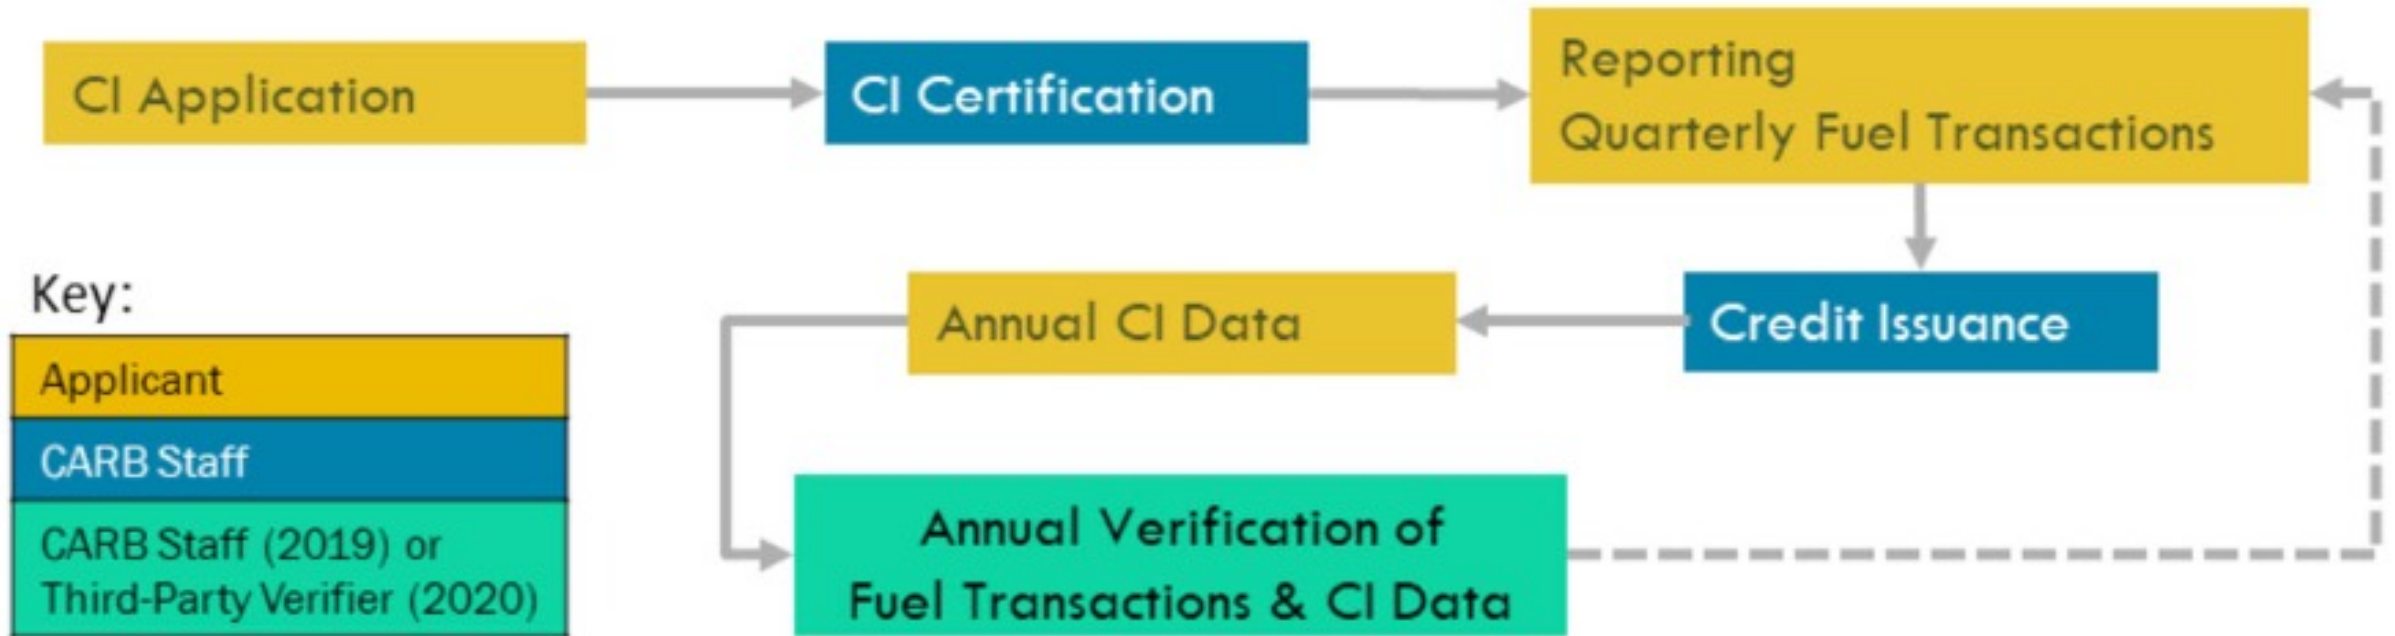 CI Application
CI Certification
Reporting
Quarterly Fuel Transactions
Credit Issuance
Annual CI Data
Annual Verification of
Fuel Transactions & CI Data
Key:
Applicant
CARB Staff
CARB Staff (2019) or
Third-Party Verifier (2020)